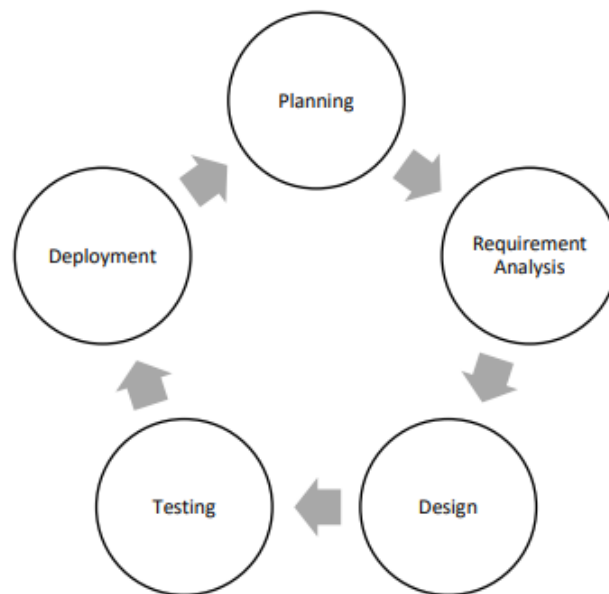 Planning
Requirement
Analysis
Design
Testing
Deployment